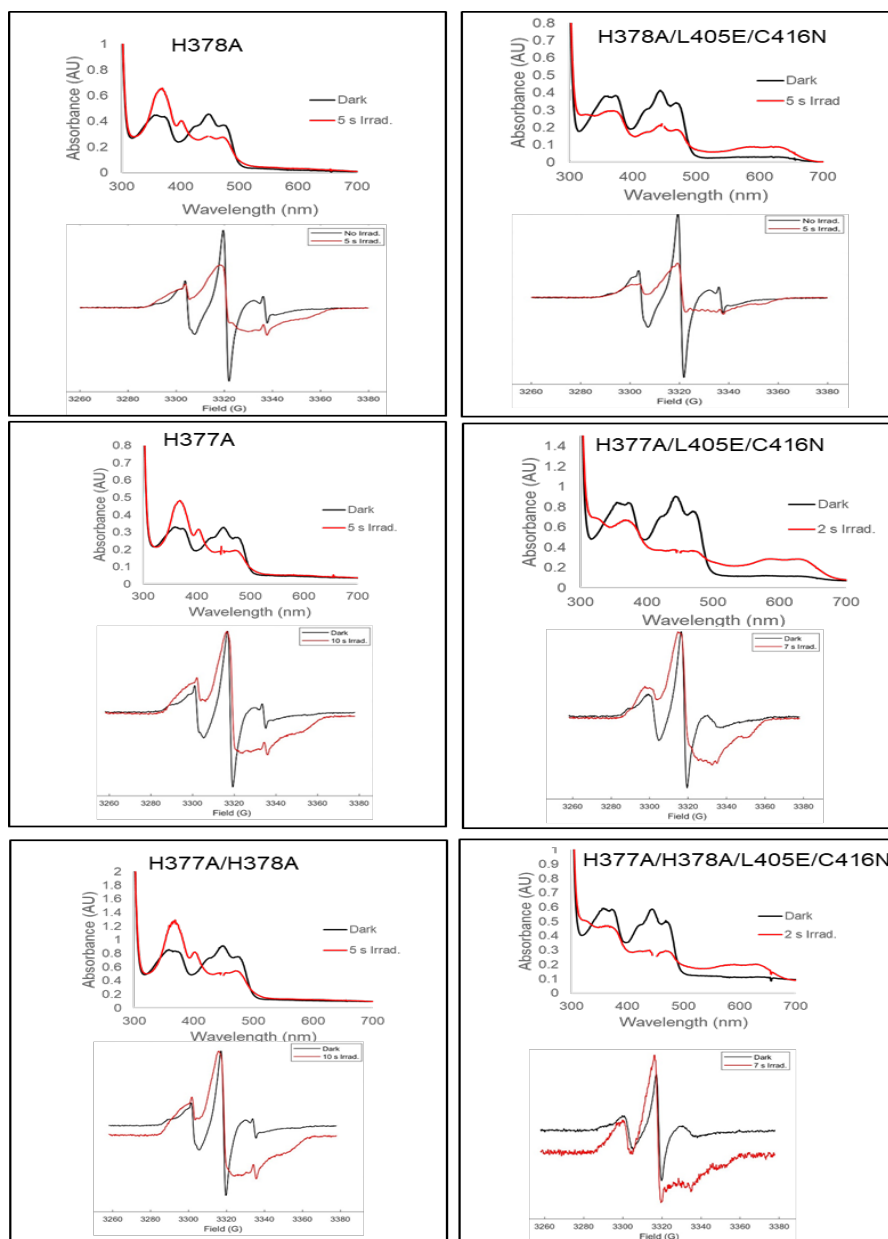 H378A
Absorbance (AU)
1
0.8
0.6
0.4
0.2
0
Dark
5 s Irrad.
300 400 500 600 700
Wavelength (nm)
No Irrad.
5 s Irrad.
3260 3280 3300 3320 3340 3360 3380
Field (G)
H378A/L405E/C416N
Absorbance (AU)
0.8
0.7
0.6
0.5
0.4
0.3
0.2
0.1
0
Dark
5 s Irrad.
300 400 500 600 700
Wavelength (nm)
No Irrad.
5 s Irrad.
3260 3280 3300 3320 3340 3360 3380
Field (G)
H377A
Absorbance (AU)
0.8
0.7
0.6
0.5
0.4
0.3
0.2
0.1
0
Dark
5 s Irrad.
300 400 500 600 700
Wavelength (nm)
Dark
10 s Irrad.
3260 3280 3300 3320 3340 3360 3380
Field (G)
H377A/L405E/C416N
Absorbance (AU)
1.4
1.2
1
0.8
0.6
0.4
0.2
0
Dark
2 s Irrad.
300 400 500 600 700
Wavelength (nm)
Dark
7 s Irrad.
3260 3280 3300 3320 3340 3360 3380
Field (G)
H377A/H378A
Absorbance (AU)
2
1.8
1.6
1.4
1.2
1
0.8
0.6
0.4
0.2
0
Dark
5 s Irrad.
300 400 500 600 700
Wavelength (nm)
Dark
10 s Irrad.
3260 3280 3300 3320 3340 3360 3380
Field (G)
H377A/H378A/L405E/C416N
Absorbance (AU)
1
0.9
0.8
0.7
0.6
0.5
0.4
0.3
0.2
0.1
0
Dark
2 s Irrad.
300 400 500 600 700
Wavelength (nm)
Dark
7 s Irrad.
3260 3280 3300 3320 3340 3360 3380
Field (G)